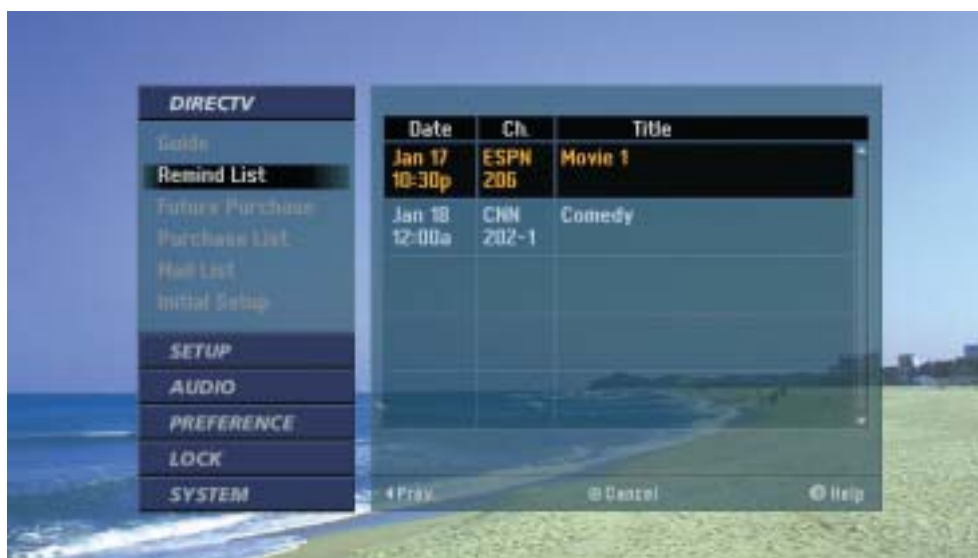 DIRECTV
Guide
Remind List
Future Purchase
Purchase List
Mail List
Initial Setup
SETUP
AUDIO
PREFERENCE
LOCK
SYSTEM
Date Ch. Title
Jan 17 ESPN Movie 1
10:30p 206
Jan 18 CNN Comedy
12:00a 202-1
Prev. Cancel Help